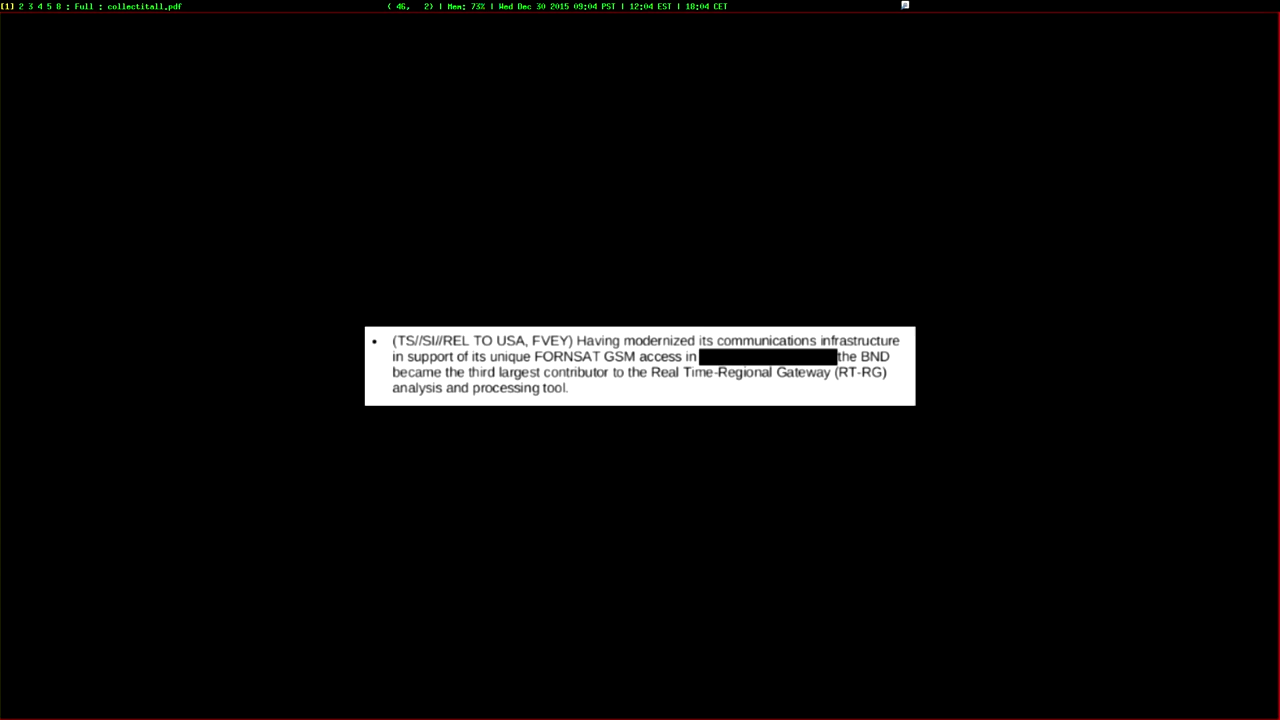 [1] 2 3 4 5 8 : Full : collectitall.pdf ( 46, 2) | Mem: 73% | Wed Dec 30 2015 09:04 PST | 12:04 EST | 18:04 CET
• (TS//SI//REL TO USA, FVEY) Having modernized its communications infrastructure
in support of its unique FORNSAT GSM access in the BND
became the third largest contributor to the Real Time-Regional Gateway (RT-RG)
analysis and processing tool.